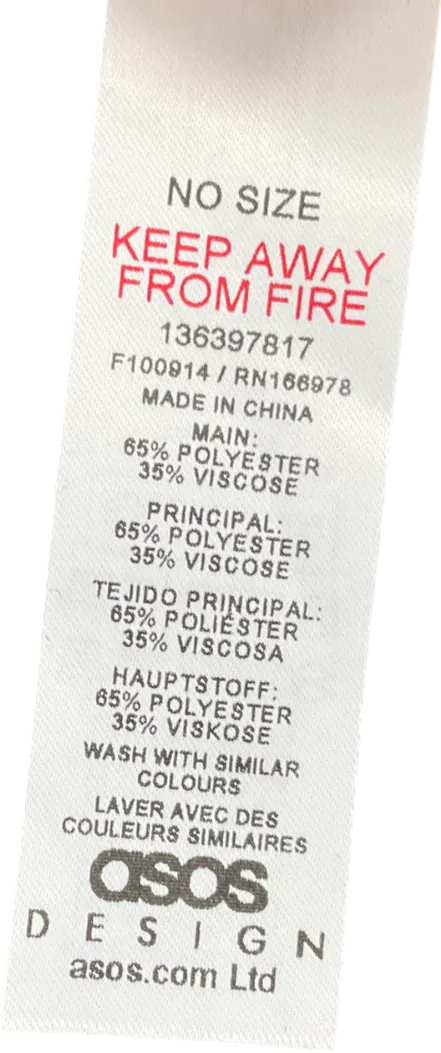 NO SIZE
KEEP AWAY
FROM FIRE
136397817
F100914 / RN166978
MADE IN CHINA
MAIN:
65% POLYESTER
35% VISCOSE
PRINCIPAL:
65% POLYESTER
35% VISCOSE
TEJIDO PRINCIPAL:
65% POLIÉSTER
35% VISCOSA
HAUPTSTOFF:
65% POLYESTER
35% VISKOSE
WASH WITH SIMILAR
COLOURS
LAVER AVEC DES
COULEURS SIMILAIRES
asos
DESIGN
asos.com Ltd